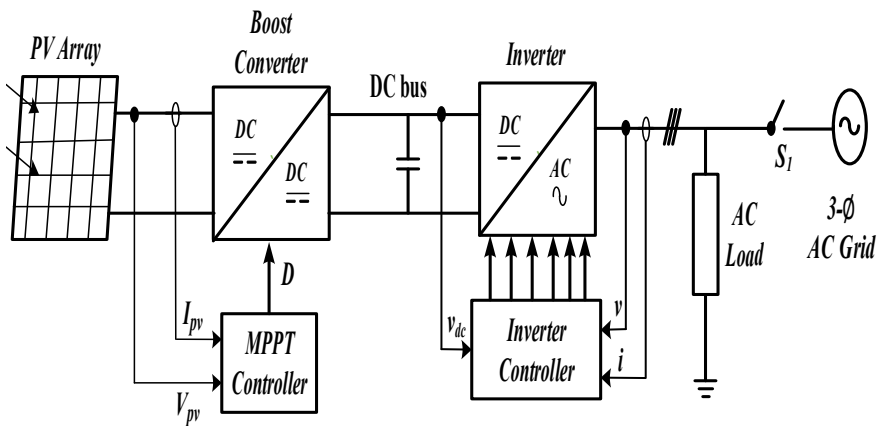 PV Array
Boost
Converter
DC bus
Inverter
DC
DC
DC
AC
S1
3-Ø
AC Grid
AC
Load
D
Ipv
Vpv
MPPT
Controller
vdc
Inverter
Controller
v
i